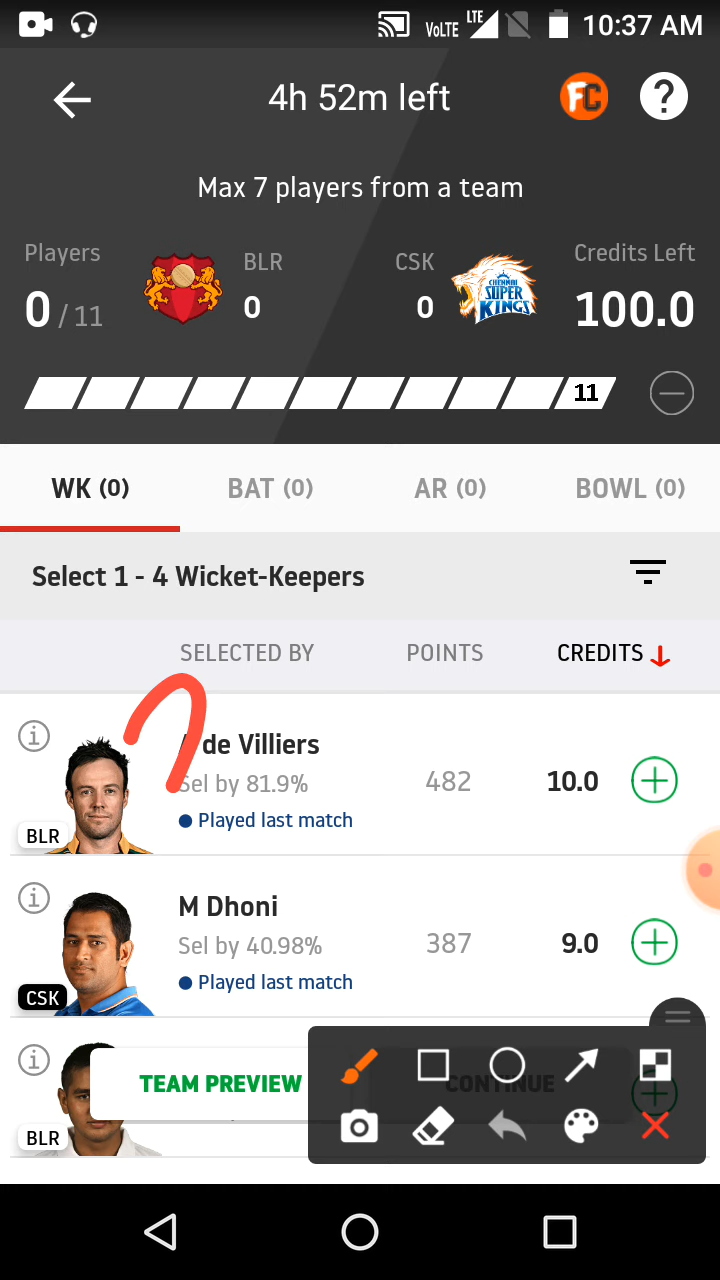 VoLTE LTE 10:37 AM
4h 52m left
FC
?
Max 7 players from a team
Players
BLR
CSK
Credits Left
0 / 11
0
0
100.0
CHENNAI
SUPER
KINGS
11
WK (0)
BAT (0)
AR (0)
BOWL (0)
Select 1 - 4 Wicket-Keepers
SELECTED BY
POINTS
CREDITS
i
de Villiers
Sel by 81.9%
482
10.0
Played last match
BLR
i
M Dhoni
Sel by 40.98%
387
9.0
Played last match
CSK
i
TEAM PREVIEW
CONTINUE
BLR